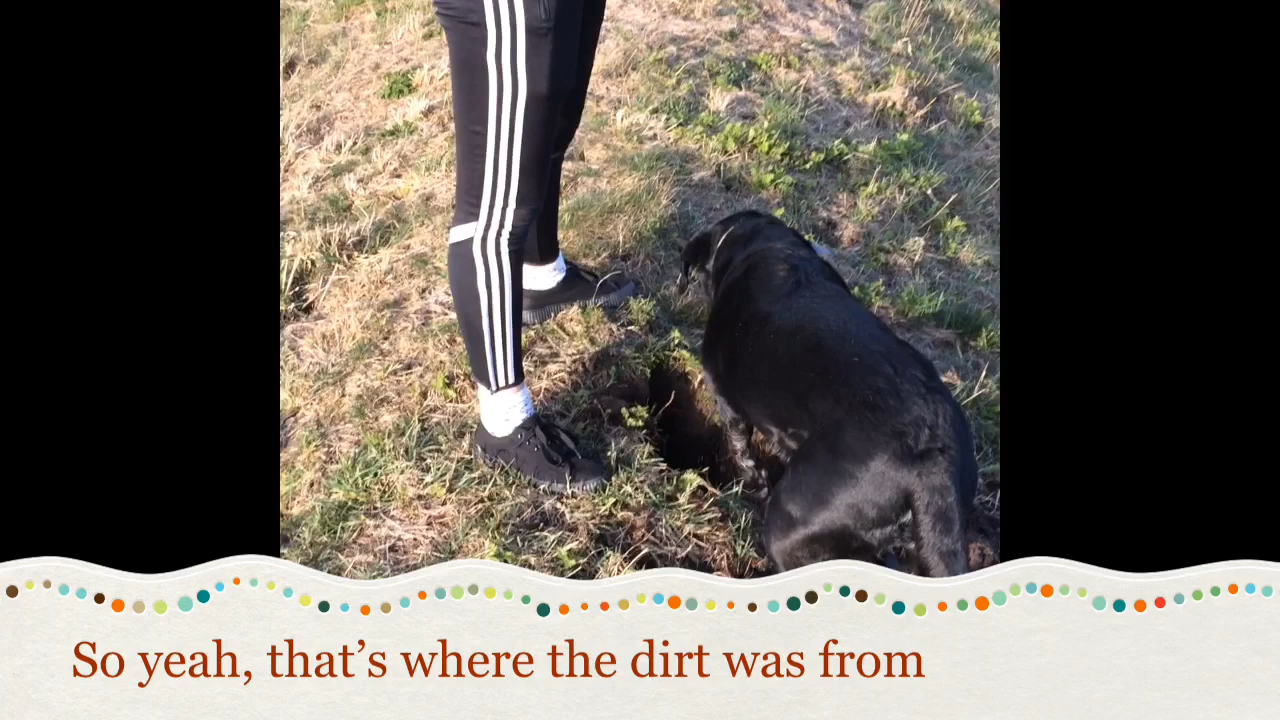 So yeah, that’s where the dirt was from